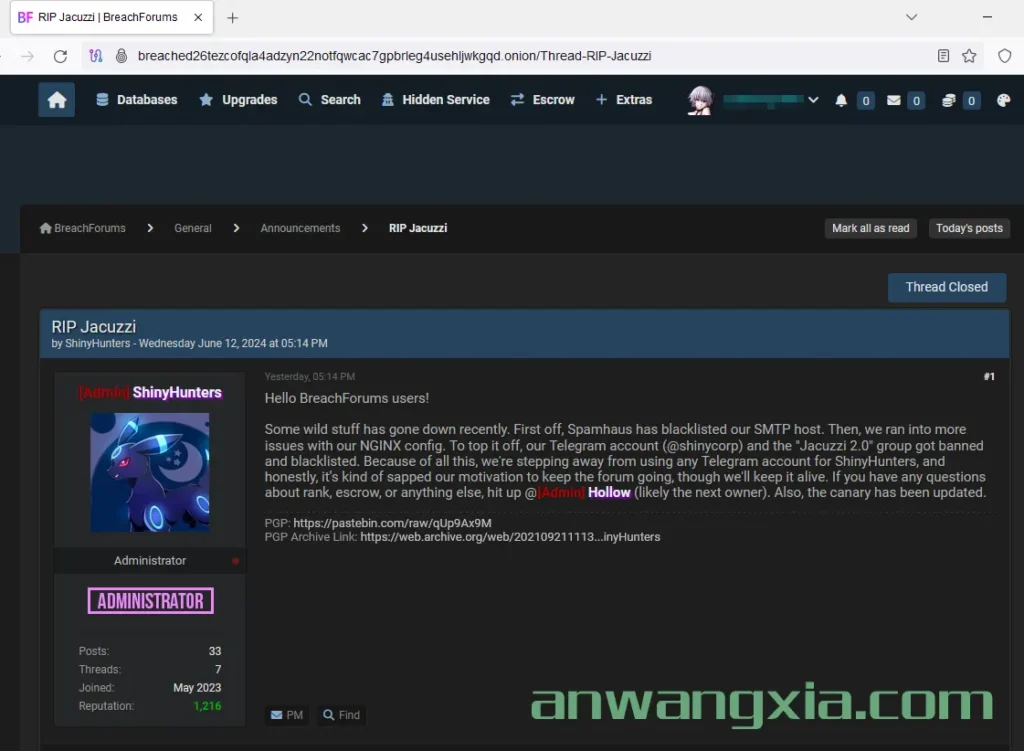 BF RIP Jacuzzi | BreachForums
breached26tezcofqla4adzyn22notfqwcac7gpbrleg4usehljwkgqd.onion/Thread-RIP-Jacuzzi
Databases Upgrades Search Hidden Service Escrow Extras 0 0 0
BreachForums General Announcements RIP Jacuzzi Mark all as read Today's posts
Thread Closed
RIP Jacuzzi
by ShinyHunters - Wednesday June 12, 2024 at 05:14 PM
[Admin] ShinyHunters
Administrator
ADMINISTRATOR
Posts: 33
Threads: 7
Joined: May 2023
Reputation: 1,216
Yesterday, 05:14 PM #1
Hello BreachForums users!
Some wild stuff has gone down recently. First off, Spamhaus has blacklisted our SMTP host. Then, we ran into more
issues with our NGINX config. To top it off, our Telegram account (@shinycorp) and the "Jacuzzi 2.0" group got banned
and blacklisted. Because of all this, we're stepping away from using any Telegram account for ShinyHunters, and
honestly, it's kind of sapped our motivation to keep the forum going, though we'll keep it alive. If you have any questions
about rank, escrow, or anything else, hit up @[Admin] Hollow (likely the next owner). Also, the canary has been updated.
PGP: https://pastebin.com/raw/qUp9Ax9M
PGP Archive Link: https://web.archive.org/web/202109211113...inyHunters
PM Find
anwangxia.com